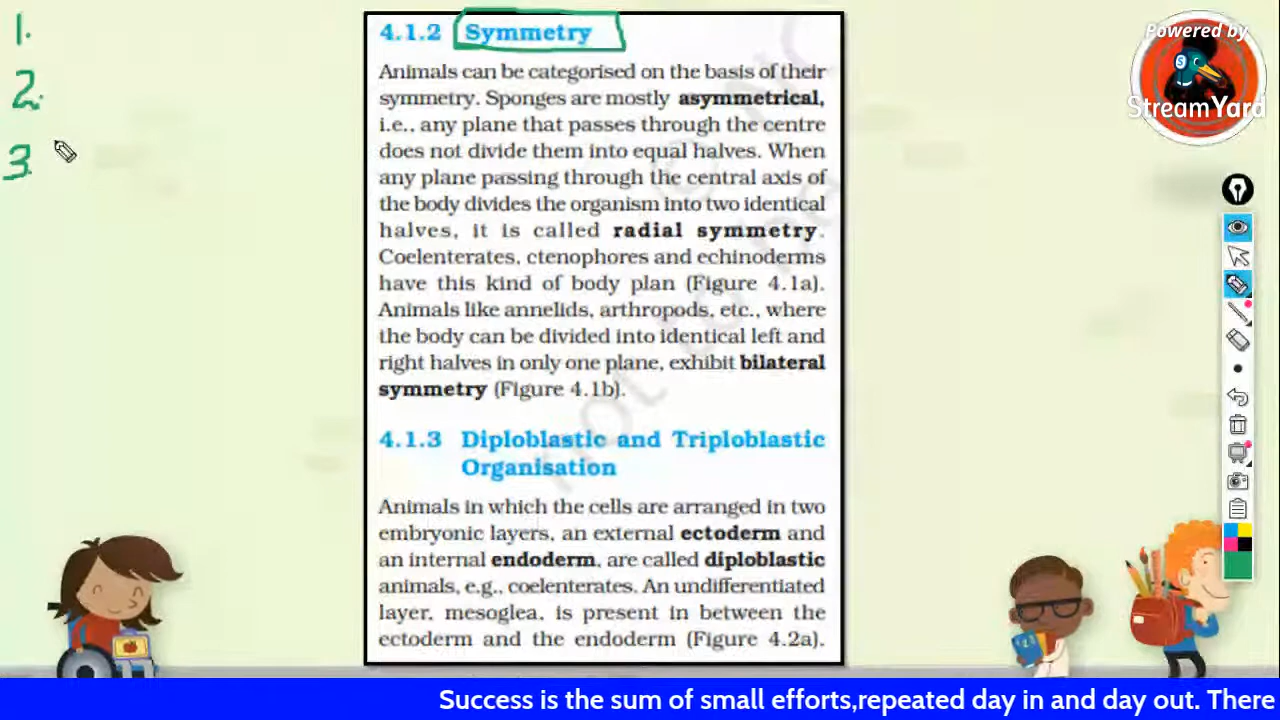 1.
2.
3.
4.1.2 Symmetry
Animals can be categorised on the basis of their
symmetry. Sponges are mostly asymmetrical,
i.e., any plane that passes through the centre
does not divide them into equal halves. When
any plane passing through the central axis of
the body divides the organism into two identical
halves, it is called radial symmetry.
Coelenterates, ctenophores and echinoderms
have this kind of body plan (Figure 4.1a).
Animals like annelids, arthropods, etc., where
the body can be divided into identical left and
right halves in only one plane, exhibit bilateral
symmetry (Figure 4.1b).
4.1.3 Diploblastic and Triploblastic
Organisation
Animals in which the cells are arranged in two
embryonic layers, an external ectoderm and
an internal endoderm, are called diploblastic
animals, e.g., coelenterates. An undifferentiated
layer, mesoglea, is present in between the
ectoderm and the endoderm (Figure 4.2a).
Powered by
StreamYard
Success is the sum of small efforts,repeated day in and day out. There